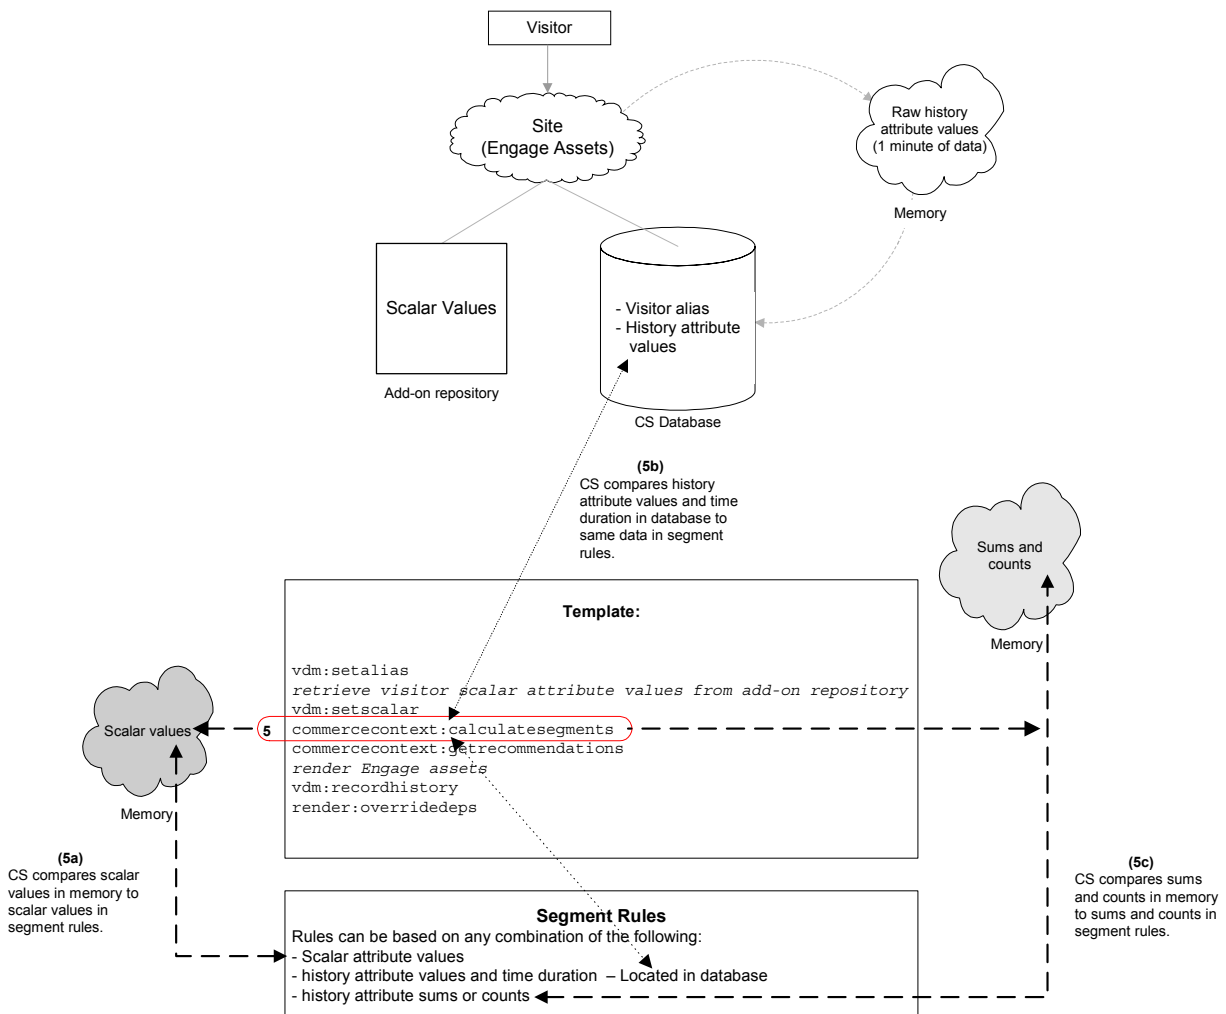 Visitor
Site
(Engage Assets)
Raw history
attribute values
(1 minute of data)
Memory
Scalar Values
Add-on repository
- Visitor alias
- History attribute
values
CS Database
(5b)
CS compares history
attribute values and time
duration in database to
same data in segment
rules.
Sums and
counts
Memory
Template:
vdm:setalias
retrieve visitor scalar attribute values from add-on repository
vdm:setscalar
5 commercecontext:calculatesegments
commercecontext:getrecommendations
render Engage assets
vdm:recordhistory
render:overridedeps
Scalar values
Memory
(5a)
CS compares scalar
values in memory to
scalar values in
segment rules.
(5c)
CS compares sums
and counts in memory
to sums and counts in
segment rules.
Segment Rules
Rules can be based on any combination of the following:
- Scalar attribute values
- history attribute values and time duration – Located in database
- history attribute sums or counts